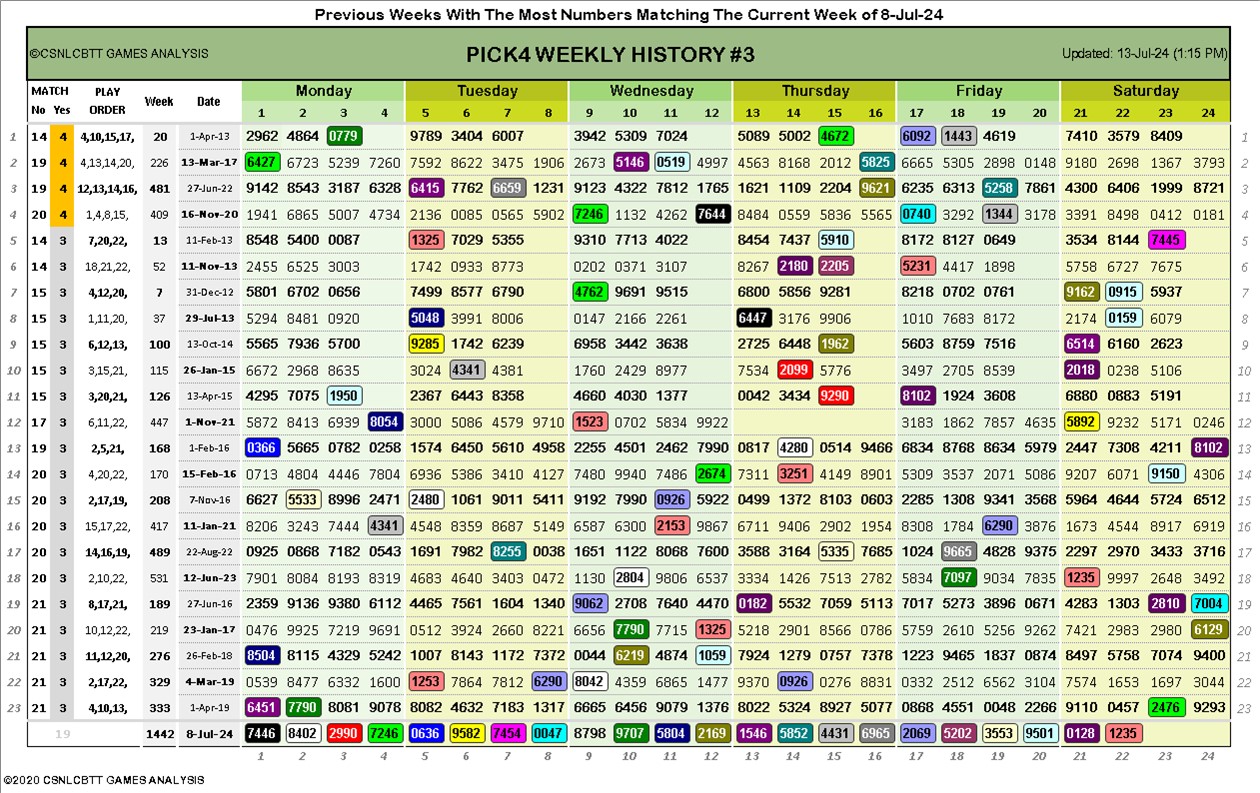 Previous Weeks With The Most Numbers Matching The Current Week of 8-Jul-24
©CSNLCBTT GAMES ANALYSIS PICK4 WEEKLY HISTORY #3 Updated: 13-Jul-24 (1:15 PM)
MATCH PLAY Week Date Monday Tuesday Wednesday Thursday Friday Saturday
No Yes ORDER 1 2 3 4 5 6 7 8 9 10 11 12 13 14 15 16 17 18 19 20 21 22 23 24
1 14 4 4,10,15,17, 20 1-Apr-13 2962 4864 0779 9789 3404 6007 3942 5309 7024 5089 5002 4672 6092 1443 4619 7410 3579 8409 1
2 19 4 4,13,14,20, 226 13-Mar-17 6427 6723 5239 7260 7592 8622 3475 1906 2673 5146 0519 4997 4563 8168 2012 5825 6665 5305 2898 0148 9180 2698 1367 3793 2
3 19 4 12,13,14,16, 481 27-Jun-22 9142 8543 3187 6328 6415 7762 6659 1231 9123 4322 7812 1765 1621 1109 2204 9621 6235 6313 5258 7861 4300 6406 1999 8721 3
4 20 4 1,4,8,15, 409 16-Nov-20 1941 6865 5007 4734 2136 0085 0565 5902 7246 1132 4262 7644 8484 0559 5836 5565 0740 3292 1344 3178 3391 8498 0412 0181 4
5 14 3 7,20,22, 13 11-Feb-13 8548 5400 0087 1325 7029 5355 9310 7713 4022 8454 7437 5910 8172 8127 0649 3534 8144 7445 5
6 14 3 18,21,22, 52 11-Nov-13 2455 6525 3003 1742 0933 8773 0202 0371 3107 8267 2180 2205 5231 4417 1898 5758 6727 7675 6
7 15 3 4,12,20, 7 31-Dec-12 5801 6702 0656 7499 8577 6790 4762 9691 9515 6800 5856 9281 8218 0702 0761 9162 0915 5937 7
8 15 3 1,11,20, 37 29-Jul-13 5294 8481 0920 5048 3991 8006 0147 2166 2261 6447 3176 9906 1010 7683 8172 2174 0159 6079 8
9 15 3 6,12,13, 100 13-Oct-14 5565 7936 5700 9285 1742 6239 6958 3442 3638 2725 6448 1962 5603 8759 7516 6514 6160 2623 9
10 15 3 3,15,21, 115 26-Jan-15 6672 2968 8635 3024 4341 4381 1760 2429 8977 7534 2099 5776 3497 2705 8539 2018 0238 5106 10
11 15 3 3,20,21, 126 13-Apr-15 4295 7075 1950 2367 6443 8358 4660 4030 1377 0042 3434 9290 8102 1924 3608 6880 0883 5191 11
12 17 3 6,11,22, 447 1-Nov-21 5872 8413 6939 8054 3000 5086 4579 9710 1523 0702 5834 9922 3183 1862 7857 4635 5892 9232 5171 0246 12
13 19 3 2,5,21, 168 1-Feb-16 0366 5665 0782 0258 1574 6450 5610 4958 2255 4501 2462 7990 0817 4280 0514 9466 6834 8768 8634 5979 2447 7308 4211 8102 13
14 20 3 4,20,22, 170 15-Feb-16 0713 4804 4446 7804 6936 5386 3410 4127 7480 9940 7486 2674 7311 3251 4149 8901 5309 3537 2071 5086 9207 6071 9150 4306 14
15 20 3 2,17,19, 208 7-Nov-16 6627 5533 8996 2471 2480 1061 9011 5411 9192 7990 0926 5922 0499 1372 8103 0603 2285 1308 9341 3568 5964 4644 5724 6512 15
16 20 3 15,17,22, 417 11-Jan-21 8206 3243 7444 4341 4548 8359 8687 5149 6587 6300 2153 9867 6711 9406 2902 1954 8308 1784 6290 3876 1673 4544 8917 6919 16
17 20 3 14,16,19, 489 22-Aug-22 0925 0868 7182 0543 1691 7982 8255 0038 1651 1122 8068 7600 3588 3164 5335 7685 1024 9665 4828 9375 2297 2970 3433 3716 17
18 20 3 2,10,22, 531 12-Jun-23 7901 8084 8193 8319 4683 4640 3403 0472 1130 2804 9806 6537 3334 1426 7513 2782 5834 7097 9034 7835 1235 9997 2648 3492 18
19 21 3 8,17,21, 189 27-Jun-16 2359 9136 9380 6112 4465 7561 1604 1340 9062 2708 7640 4470 0182 5532 7059 5113 7017 5273 3896 0671 4283 1303 2810 7004 19
20 21 3 10,12,22, 219 23-Jan-17 0476 9925 7219 9691 0512 3924 4057 8221 6656 7790 7715 1325 5218 2901 8566 0786 5759 2610 5256 9262 7421 2983 2980 6129 20
21 21 3 11,12,20, 276 26-Feb-18 8504 8115 4329 5242 1007 8143 1172 7372 0044 6219 4214 1059 7924 1279 0757 7378 1223 9465 1837 0874 8497 5758 7074 9400 21
22 21 3 2,17,22, 329 4-Mar-19 0539 8477 6332 1600 1253 7864 7812 6290 8042 4359 6865 1477 9370 0926 0276 8831 0332 2512 6562 3104 7574 1653 1697 3044 22
23 21 3 4,10,13, 333 1-Apr-19 6451 7790 8081 9078 8082 4632 7183 1317 6665 6456 9079 1376 8022 5324 8927 5077 0868 4551 0048 2266 9110 0457 2476 9293 23
19 1442 8-Jul-24 7446 8402 2990 7246 0636 9582 7454 0047 8798 9707 5804 2169 1546 5852 4431 6965 2069 5202 3553 9501 0128 1235
1 2 3 4 5 6 7 8 9 10 11 12 13 14 15 16 17 18 19 20 21 22 23 24
©2020 CSNLCBTT GAMES ANALYSIS